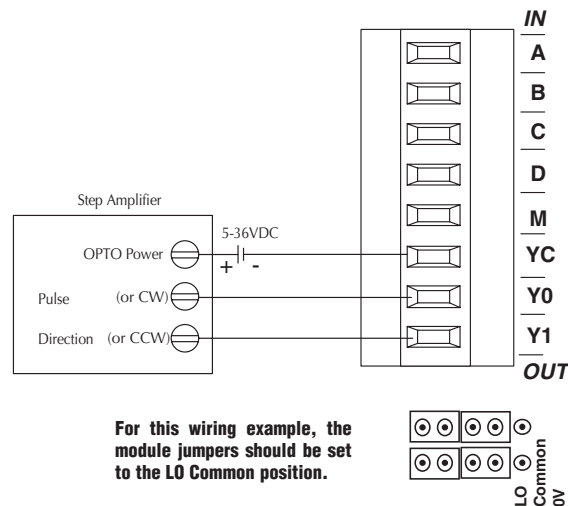 IN
A
B
C
D
M
Step Amplifier
5-36VDC
OPTO Power
+ -
YC
Pulse (or CW)
Y0
Direction (or CCW)
Y1
OUT
For this wiring example, the
module jumpers should be set
to the LO Common position.
LO
Common
0V